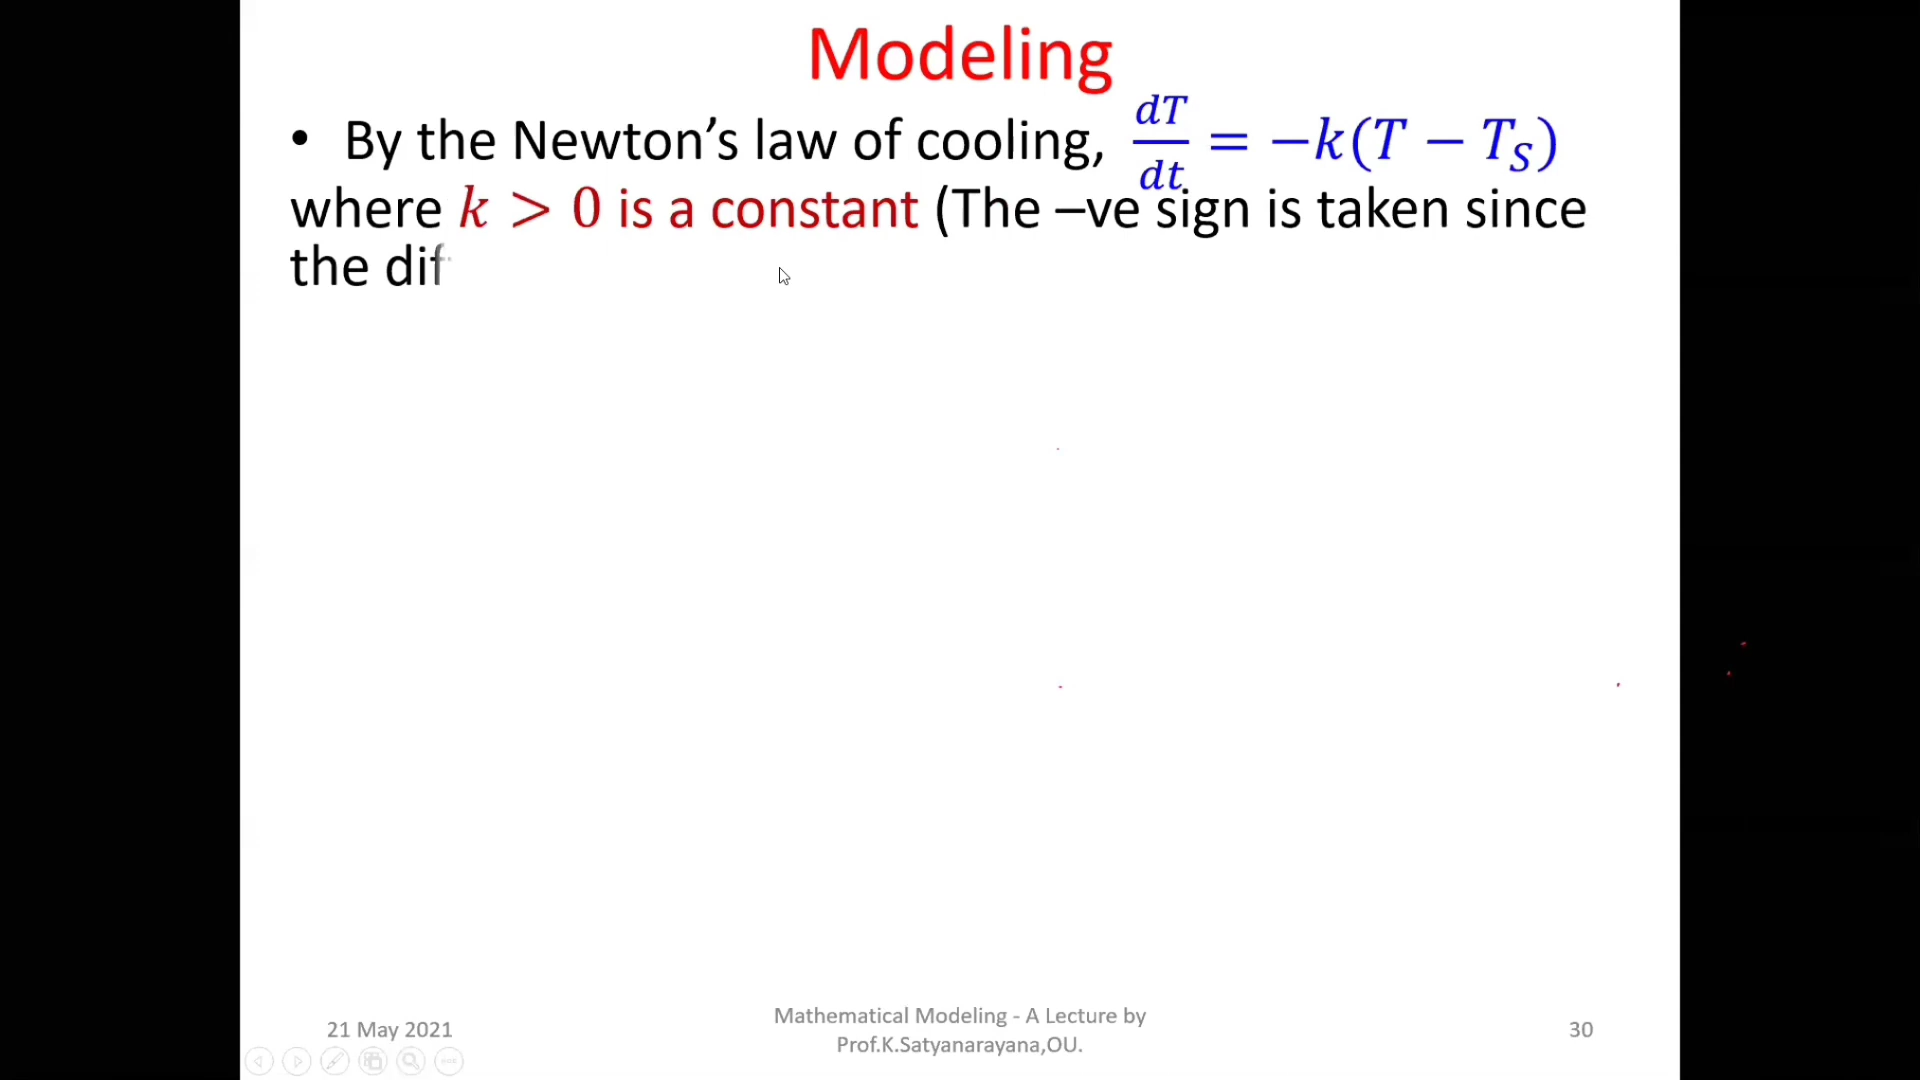 Modeling
• By the Newton’s law of cooling, dT/dt = −k(T − T_S)
where k > 0 is a constant (The –ve sign is taken since
the dif
21 May 2021
Mathematical Modeling - A Lecture by
Prof.K.Satyanarayana,OU.
30